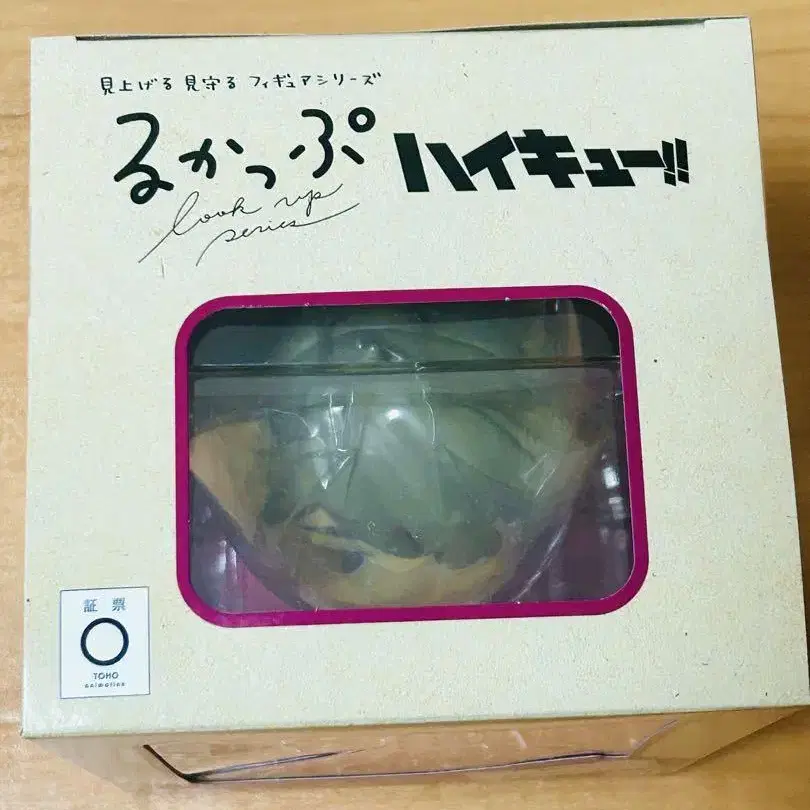 見上げる 見守る フィギュアシリーズ
るかっぷ
look up
series
ハイキュー!!
証票
TOHO
animation